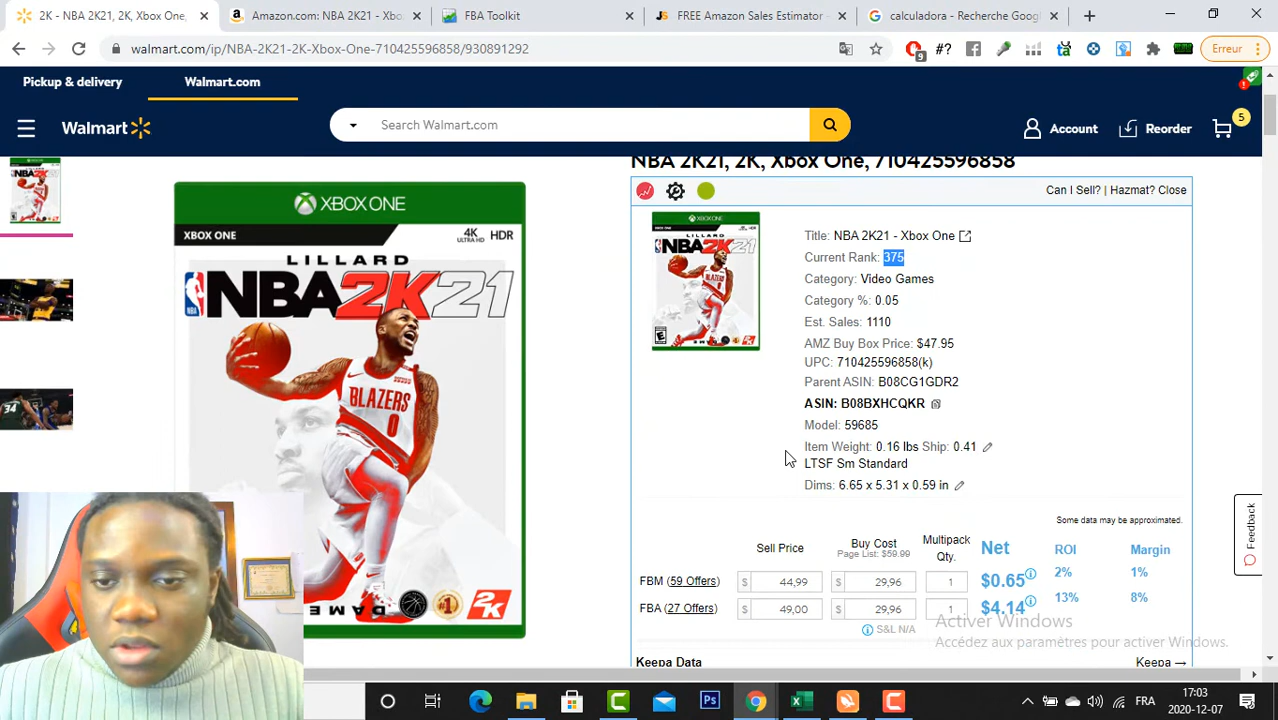 2K - NBA 2K21, 2K, Xbox One,
Amazon.com: NBA 2K21 - Xbo
FBA Toolkit
FREE Amazon Sales Estimator -
calculadora - Recherche Goog
walmart.com/ip/NBA-2K21-2K-Xbox-One-710425596858/930891292
9
#?
Erreur
Pickup & delivery
Walmart.com
Walmart
Search Walmart.com
Account
Reorder
5
NBA 2K21, 2K, Xbox One, 710425596858
Can I Sell? | Hazmat? Close
XBOX ONE
XBOX ONE
4K
ULTRA HD
HDR
LILLARD
NBA 2K21
BLAZERS
0
DAME
2K
Title: NBA 2K21 - Xbox One
Current Rank: 375
Category: Video Games
Category %: 0.05
Est. Sales: 1110
AMZ Buy Box Price: $47.95
UPC: 710425596858(k)
Parent ASIN: B08CG1GDR2
ASIN: B08BXHCQKR
Model: 59685
Item Weight: 0.16 lbs Ship: 0.41
LTSF Sm Standard
Dims: 6.65 x 5.31 x 0.59 in
Some data may be approximated.
Sell Price
Buy Cost
Page List: $59.99
Multipack
Qty.
Net
ROI
Margin
FBM (59 Offers)
$ 44,99
$ 29,96
1
$0.65
2%
1%
FBA (27 Offers)
$ 49,00
$ 29,96
1
$4.14
13%
8%
S&L N/A
Keepa Data
Keepa →
Feedback
Activer Windows
Accédez aux paramètres pour activer Windows.
FRA
17:03
2020-12-07